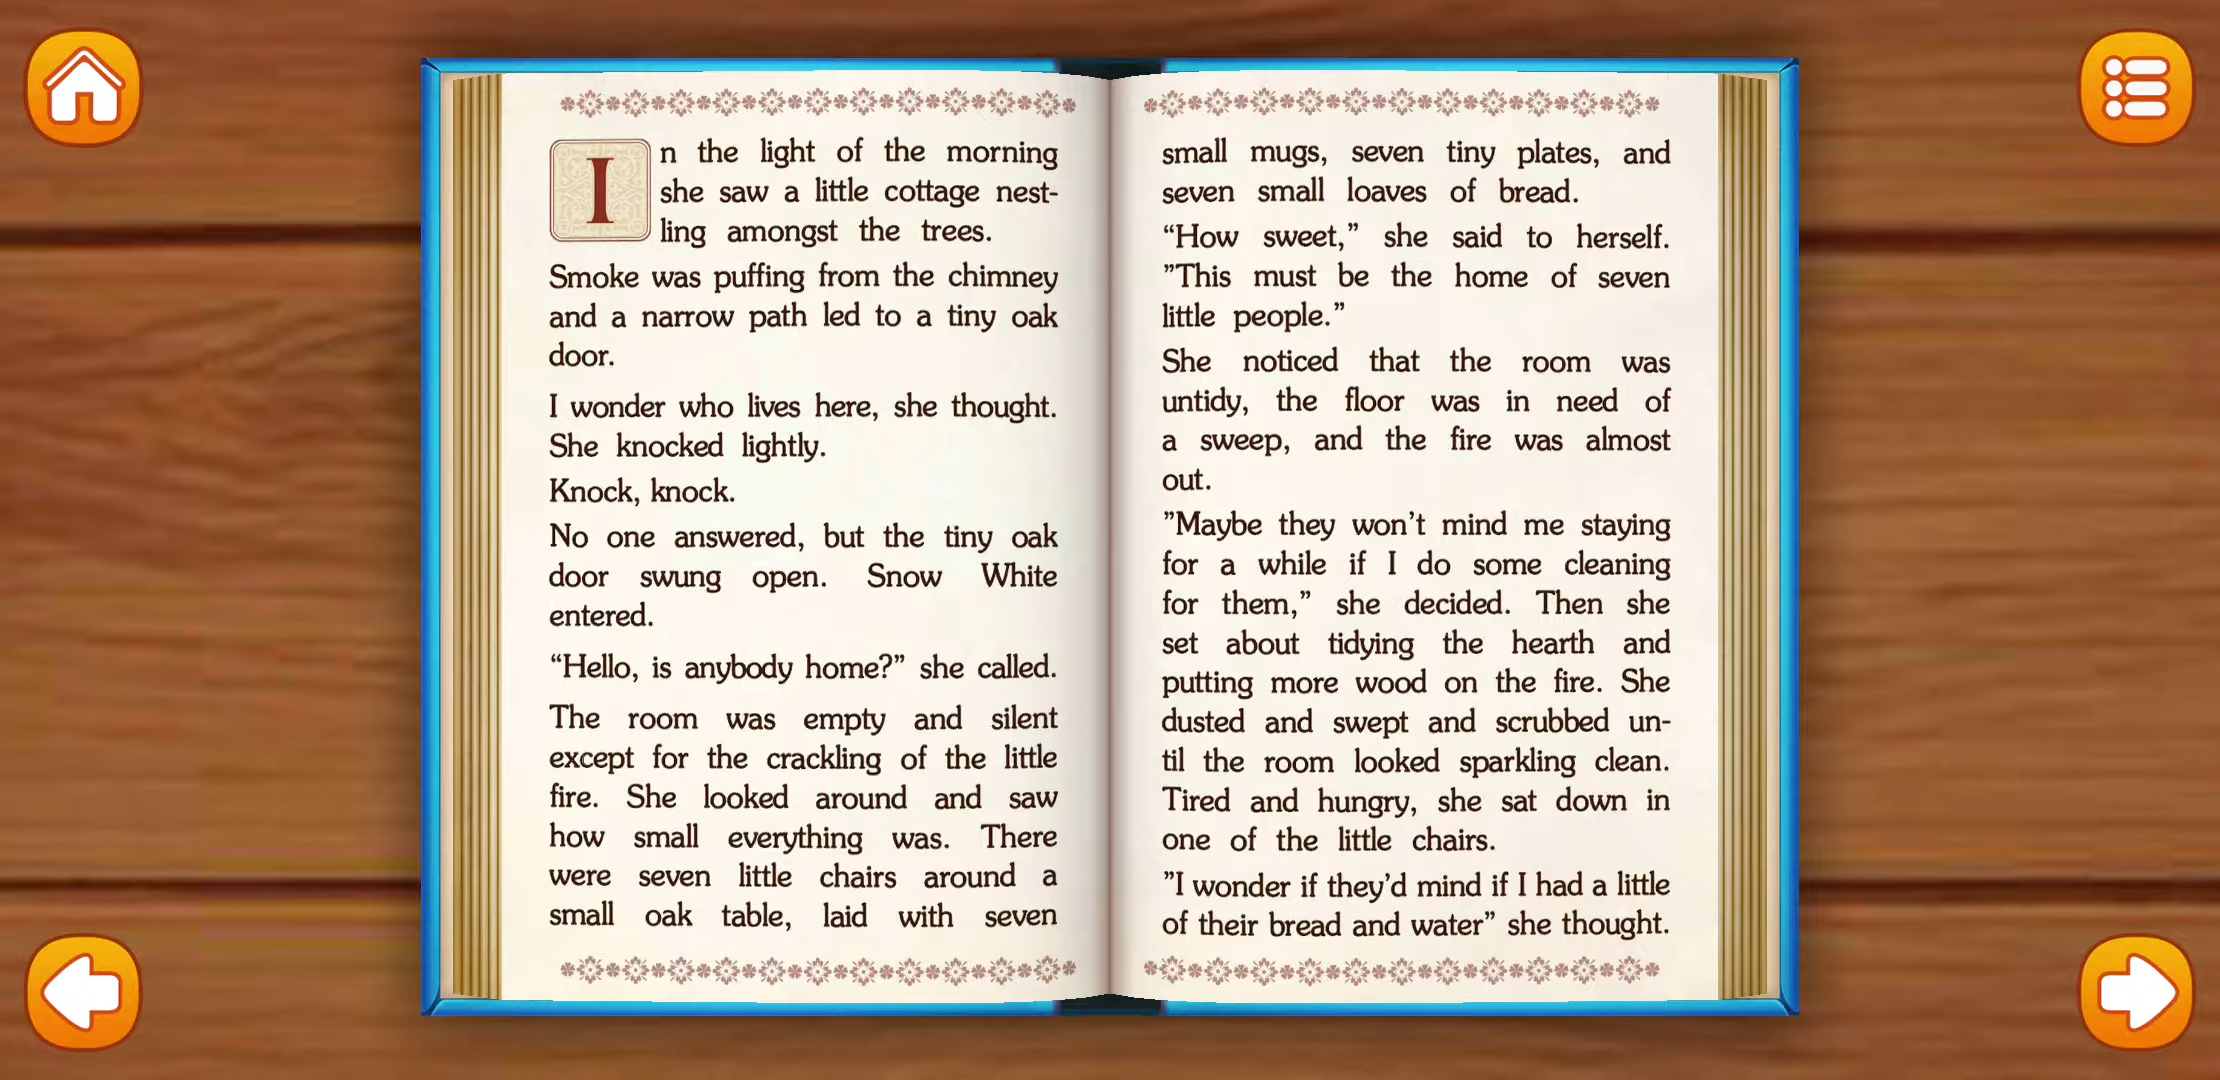 In the light of the morning
she saw a little cottage nest-
ling amongst the trees.
Smoke was puffing from the chimney
and a narrow path led to a tiny oak
door.
I wonder who lives here, she thought.
She knocked lightly.
Knock, knock.
No one answered, but the tiny oak
door swung open. Snow White
entered.
“Hello, is anybody home?” she called.
The room was empty and silent
except for the crackling of the little
fire. She looked around and saw
how small everything was. There
were seven little chairs around a
small oak table, laid with seven
small mugs, seven tiny plates, and
seven small loaves of bread.
“How sweet,” she said to herself.
”This must be the home of seven
little people.”
She noticed that the room was
untidy, the floor was in need of
a sweep, and the fire was almost
out.
”Maybe they won’t mind me staying
for a while if I do some cleaning
for them,” she decided. Then she
set about tidying the hearth and
putting more wood on the fire. She
dusted and swept and scrubbed un-
til the room looked sparkling clean.
Tired and hungry, she sat down in
one of the little chairs.
”I wonder if they’d mind if I had a little
of their bread and water” she thought.